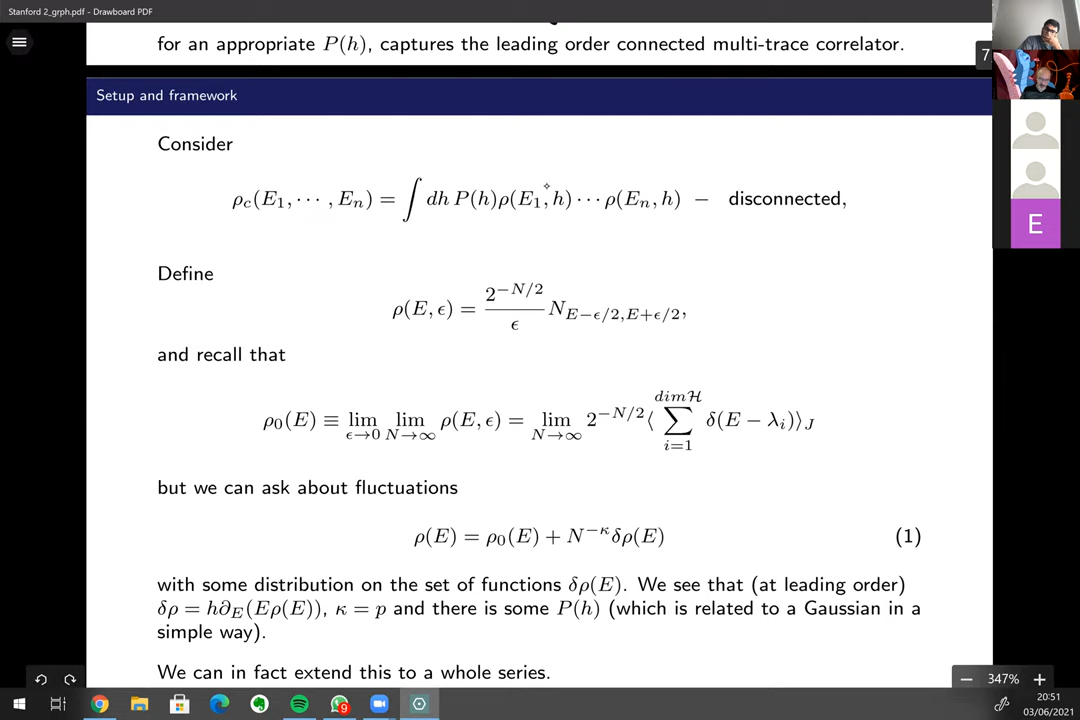 Stanford 2_grph.pdf - Drawboard PDF
for an appropriate P(h), captures the leading order connected multi-trace correlator.
7
Setup and framework
Consider
ρ_c(E_1, ⋯ , E_n) = ∫ dh P(h)ρ(E_1, h) ⋯ ρ(E_n, h) − disconnected,
Define
ρ(E, ϵ) = \frac{2^{−N/2}}{ϵ} N_{E−ϵ/2,E+ϵ/2},
and recall that
ρ_0(E) ≡ \lim_{ϵ→0} \lim_{N→∞} ρ(E, ϵ) = \lim_{N→∞} 2^{−N/2}⟨ \sum_{i=1}^{dimℋ} δ(E − λ_i)⟩_J
but we can ask about fluctuations
ρ(E) = ρ_0(E) + N^{−κ}δρ(E) (1)
with some distribution on the set of functions δρ(E). We see that (at leading order)
δρ = h∂_E(Eρ(E)), κ = p and there is some P(h) (which is related to a Gaussian in a
simple way).
We can in fact extend this to a whole series.
E
347%
9
20:51
03/06/2021